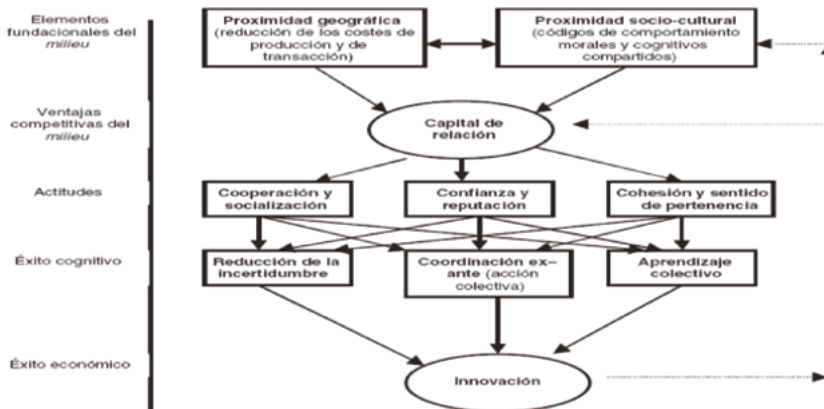 Elementos
fundacionales del
milieu
Proximidad geográfica
(reducción de los costes de
producción y de
transacción)
Proximidad socio-cultural
(códigos de comportamiento
morales y cognitivos
compartidos)
Ventajas
competitivas del
milieu
Capital de
relación
Actitudes
Cooperación y
socialización
Confianza y
reputación
Cohesión y sentido
de pertenencia
Éxito cognitivo
Reducción de la
incertidumbre
Coordinación ex–
ante (acción
colectiva)
Aprendizaje
colectivo
Éxito económico
Innovación